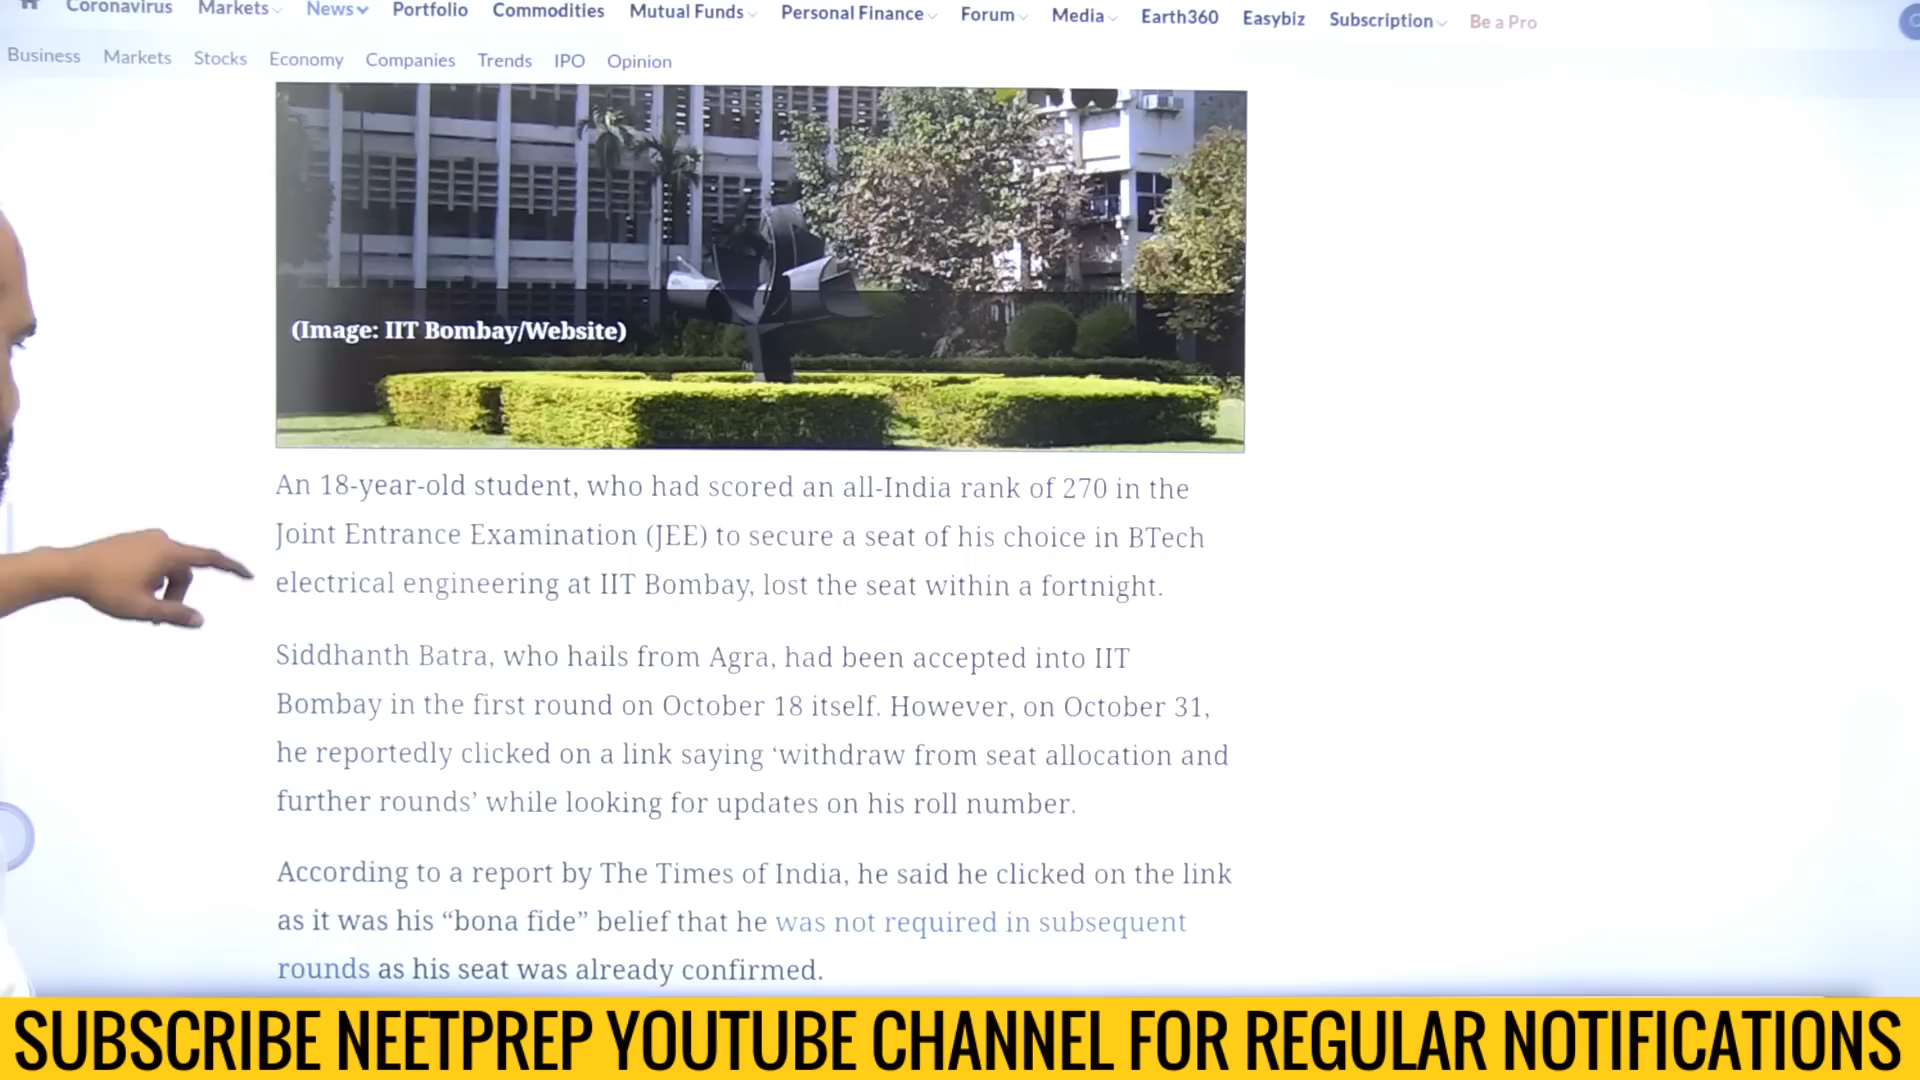 Coronavirus Markets News Portfolio Commodities Mutual Funds Personal Finance Forum Media Earth360 Easybiz Subscription Be a Pro
Business Markets Stocks Economy Companies Trends IPO Opinion
(Image: IIT Bombay/Website)
An 18-year-old student, who had scored an all-India rank of 270 in the
Joint Entrance Examination (JEE) to secure a seat of his choice in BTech
electrical engineering at IIT Bombay, lost the seat within a fortnight.
Siddhanth Batra, who hails from Agra, had been accepted into IIT
Bombay in the first round on October 18 itself. However, on October 31,
he reportedly clicked on a link saying ‘withdraw from seat allocation and
further rounds’ while looking for updates on his roll number.
According to a report by The Times of India, he said he clicked on the link
as it was his “bona fide” belief that he was not required in subsequent
rounds as his seat was already confirmed.
SUBSCRIBE NEETPREP YOUTUBE CHANNEL FOR REGULAR NOTIFICATIONS